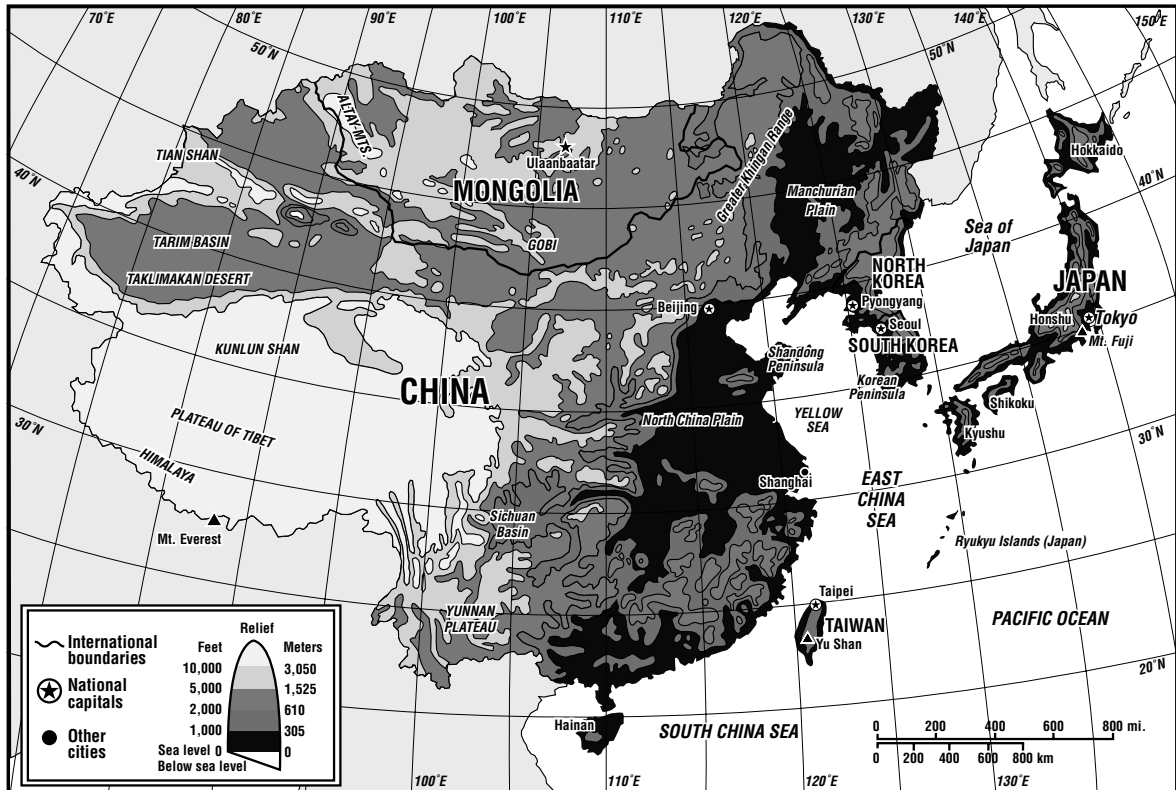 70°E
80°E
90°E
100°E
110°E
120°E
130°E
140°E
150°E
50°N
50°N
40°N
40°N
30°N
30°N
20°N
100°E
110°E
120°E
130°E
ALTAY-MTS.
TIAN SHAN
Ulaanbaatar
MONGOLIA
Greater Khingan Range
Manchurian
Plain
Hokkaido
Sea of
Japan
TARIM BASIN
GOBI
TAKLIMAKAN DESERT
NORTH
KOREA
JAPAN
Beijing
Pyongyang
Seoul
Honshu
Tokyo
KUNLUN SHAN
SOUTH KOREA
Mt. Fuji
Shandong
Peninsula
CHINA
Korean
Peninsula
Shikoku
PLATEAU OF TIBET
North China Plain
YELLOW
SEA
Kyushu
HIMALAYA
Shanghai
EAST
CHINA
SEA
Sichuan
Basin
Mt. Everest
Ryukyu Islands (Japan)
Taipei
YUNNAN
PLATEAU
TAIWAN
PACIFIC OCEAN
Yu Shan
Hainan
SOUTH CHINA SEA
International
boundaries
National
capitals
Other
cities
Relief
Feet Meters
10,000 3,050
5,000 1,525
2,000 610
1,000 305
Sea level 0 0
Below sea level
0 200 400 600 800 mi.
0 200 400 600 800 km